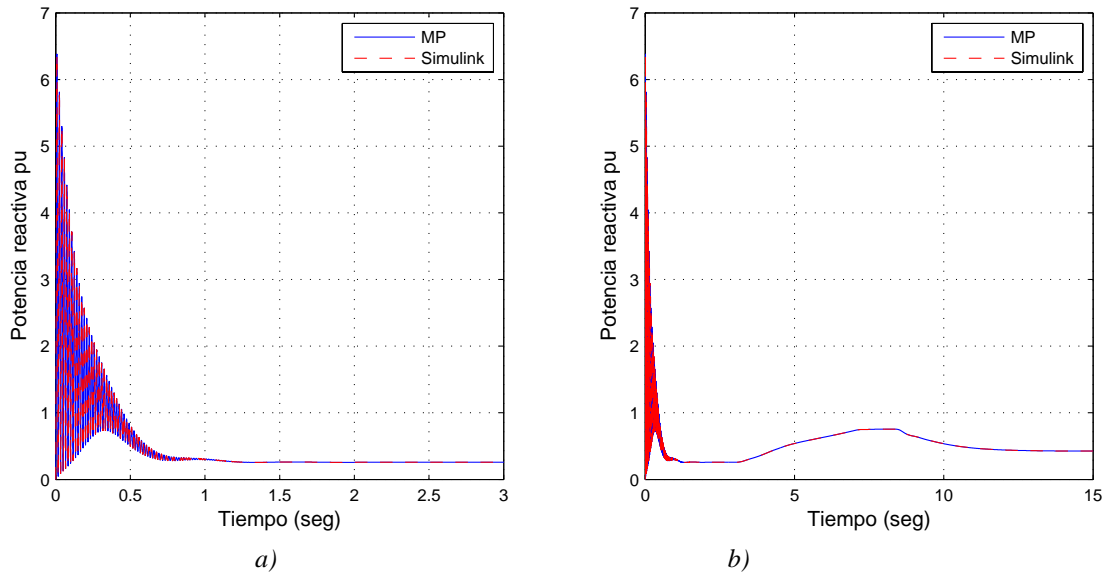 7
6
5
4
3
2
1
0
Potencia reactiva pu
MP
Simulink
0 0.5 1 1.5 2 2.5 3
Tiempo (seg)
a)
7
6
5
4
3
2
1
0
Potencia reactiva pu
MP
Simulink
0 5 10 15
Tiempo (seg)
b)